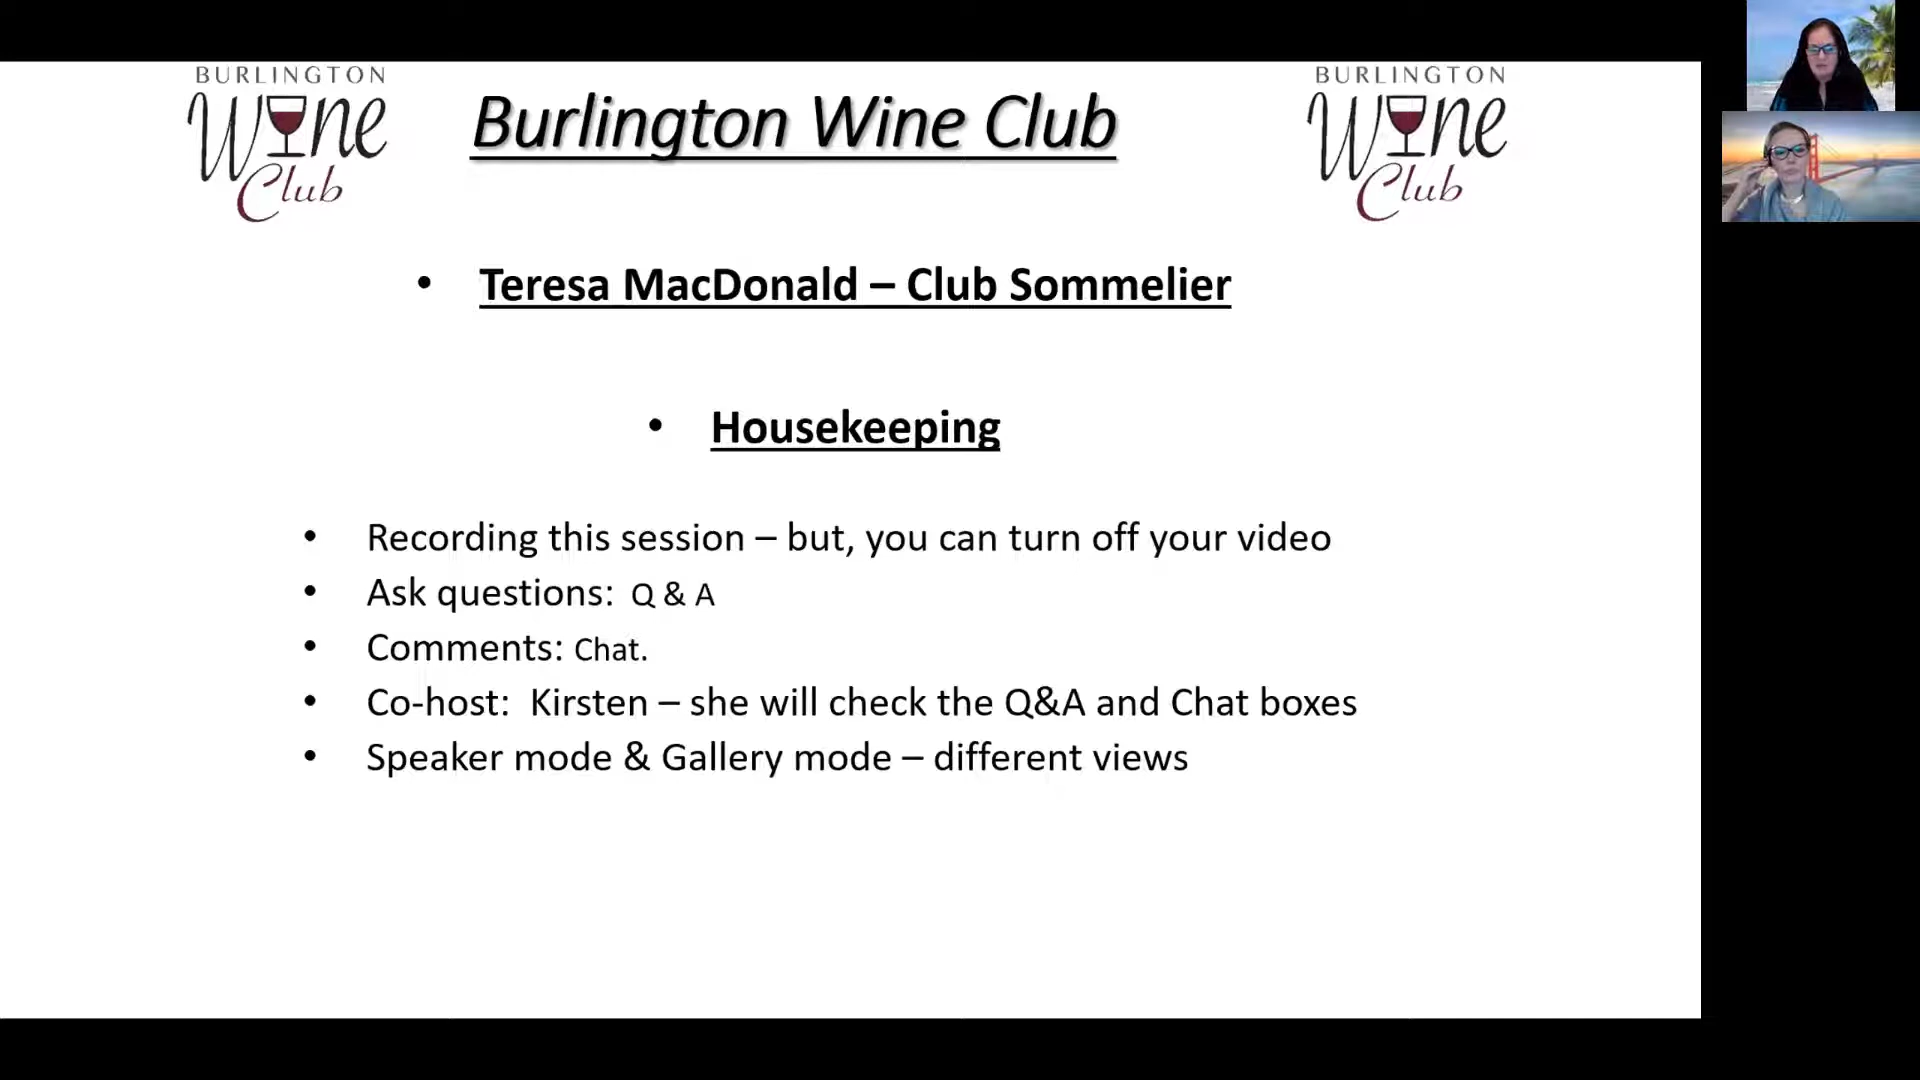 BURLINGTON
Wine
Club
Burlington Wine Club
BURLINGTON
Wine
Club
• Teresa MacDonald – Club Sommelier
• Housekeeping
• Recording this session – but, you can turn off your video
• Ask questions: Q & A
• Comments: Chat.
• Co-host: Kirsten – she will check the Q&A and Chat boxes
• Speaker mode & Gallery mode – different views